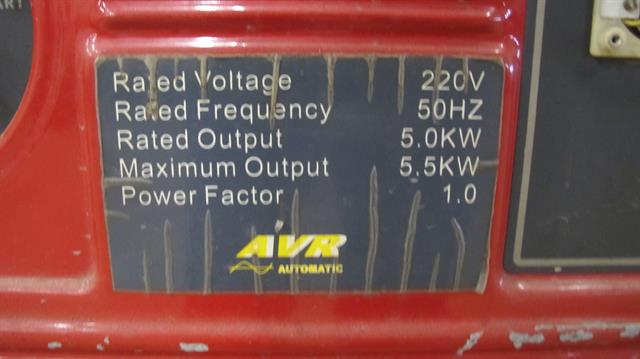 Rated Voltage 220V
Rated Frequency 50HZ
Rated Output 5.0KW
Maximum Output 5.5KW
Power Factor 1.0
AVR
AUTOMATIC